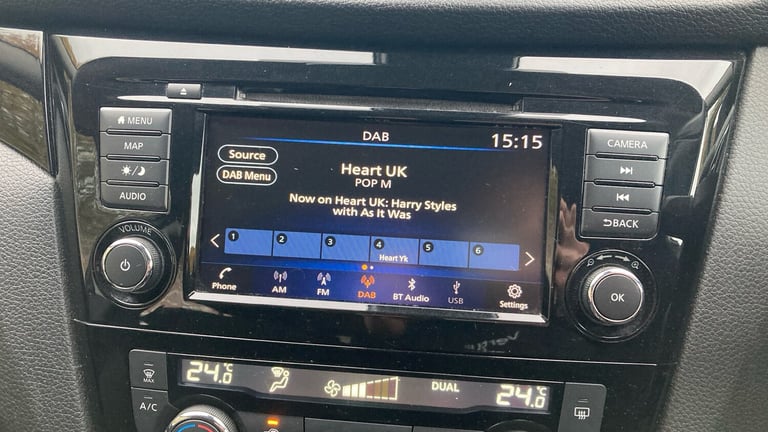 MENU
MAP
AUDIO
VOLUME
DAB
15:15
Source
DAB Menu
Heart UK
POP M
Now on Heart UK: Harry Styles
with As It Was
1 2 3 4 5 6
Heart Yk
Phone AM FM DAB BT Audio USB Settings
CAMERA
BACK
OK
MAX
A/C
24.0°C
DUAL
24.0°C